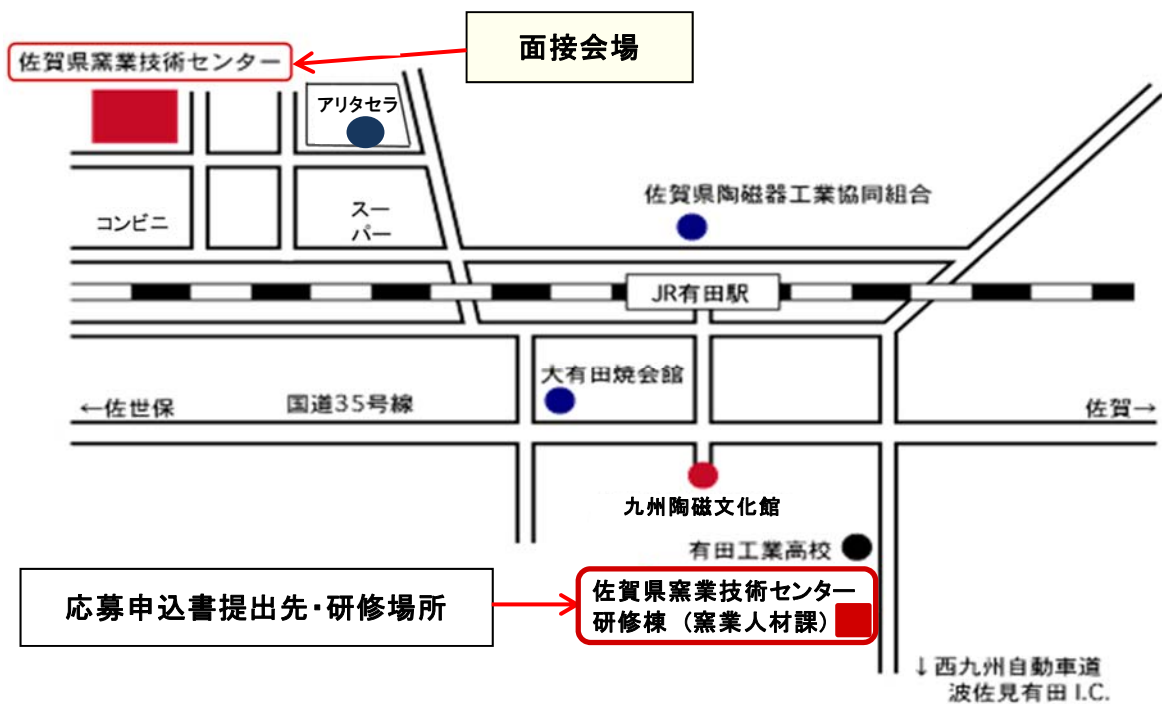 面接会場
佐賀県窯業技術センター
アリタセラ
佐賀県陶磁器工業協同組合
コンビニ
スー
パー
JR有田駅
大有田焼会館
←佐世保
国道35号線
佐賀→
九州陶磁文化館
有田工業高校
応募申込書提出先・研修場所
佐賀県窯業技術センター
研修棟（窯業人材課）
↓西九州自動車道
波佐見有田 I.C.